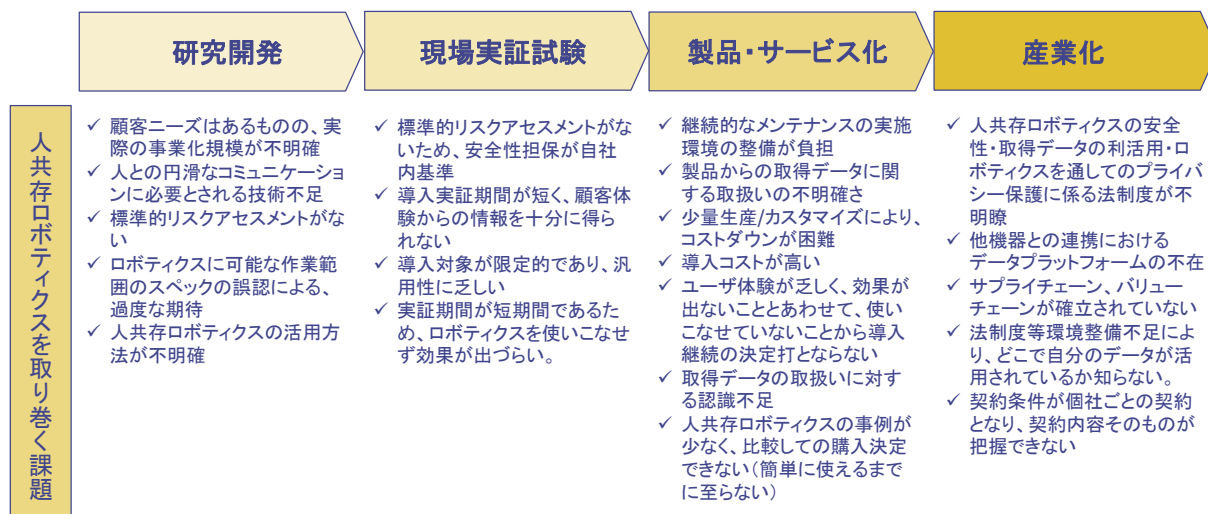 研究開発
現場実証試験
製品・サービス化
産業化
人共存ロボティクスを取り巻く課題
✓ 顧客ニーズはあるものの、実
際の事業化規模が不明確
✓ 人との円滑なコミュニケーショ
ンに必要とされる技術不足
✓ 標準的リスクアセスメントがな
い
✓ ロボティクスに可能な作業範
囲のスペックの誤認による、
過度な期待
✓ 人共存ロボティクスの活用方
法が不明確
✓ 標準的リスクアセスメントがな
いため、安全性担保が自社
内基準
✓ 導入実証期間が短く、顧客体
験からの情報を十分に得ら
れない
✓ 導入対象が限定的であり、汎
用性に乏しい
✓ 実証期間が短期間であるた
め、ロボティクスを使いこなせ
ず効果が出づらい。
✓ 継続的なメンテナンスの実施
環境の整備が負担
✓ 製品からの取得データに関
する取扱いの不明確さ
✓ 少量生産/カスタマイズにより、
コストダウンが困難
✓ 導入コストが高い
✓ ユーザ体験が乏しく、効果が
出ないこととあわせて、使い
こなせていないことから導入
継続の決定打とならない
✓ 取得データの取扱いに対す
る認識不足
✓ 人共存ロボティクスの事例が
少なく、比較しての購入決定
できない（簡単に使えるまで
に至らない）
✓ 人共存ロボティクスの安全
性・取得データの利活用・ロ
ボティクスを通してのプライバ
シー保護に係る法制度が不
明瞭
✓ 他機器との連携における
データプラットフォームの不在
✓ サプライチェーン、バリュー
チェーンが確立されていない
✓ 法制度等環境整備不足によ
り、どこで自分のデータが活
用されているか知らない。
✓ 契約条件が個社ごとの契約
となり、契約内容そのものが
把握できない